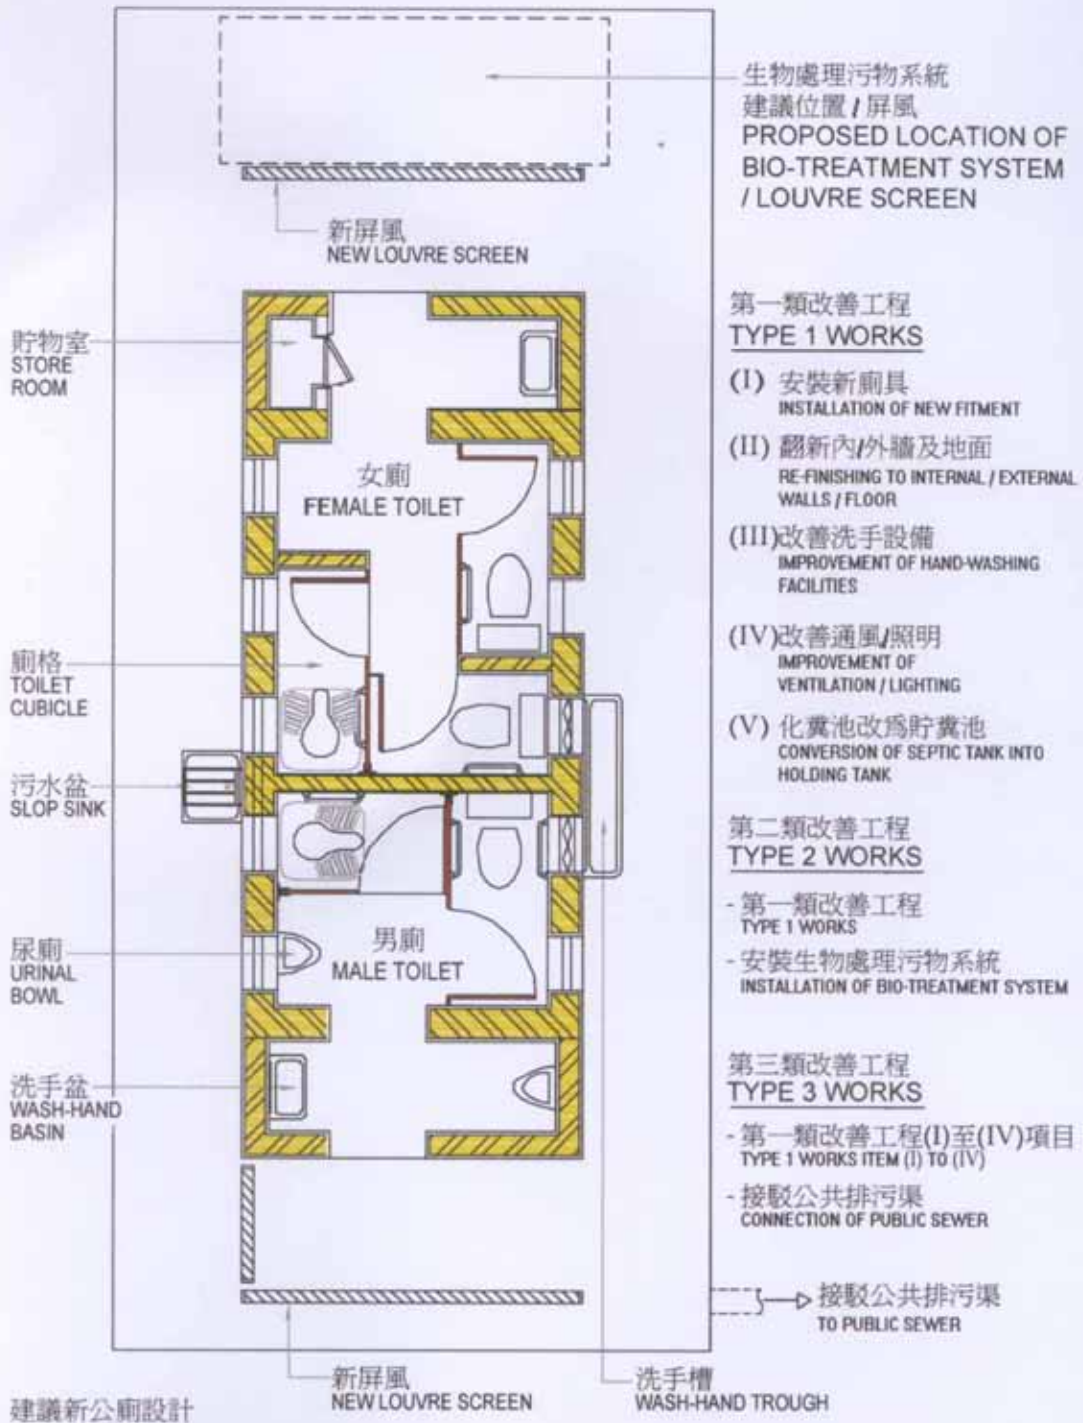 生物處理污物系統
建議位置 / 屏風
PROPOSED LOCATION OF
BIO-TREATMENT SYSTEM
/ LOUVRE SCREEN
新屏風
NEW LOUVRE SCREEN
貯物室
STORE
ROOM
女廁
FEMALE TOILET
廁格
TOILET
CUBICLE
污水盆
SLOP SINK
尿廁
URINAL
BOWL
男廁
MALE TOILET
洗手盆
WASH-HAND
BASIN
第一類改善工程
TYPE 1 WORKS
(I) 安裝新廁具
INSTALLATION OF NEW FITMENT
(II) 翻新內/外牆及地面
RE-FINISHING TO INTERNAL / EXTERNAL
WALLS / FLOOR
(III)改善洗手設備
IMPROVEMENT OF HAND-WASHING
FACILITIES
(IV)改善通風/照明
IMPROVEMENT OF
VENTILATION / LIGHTING
(V) 化糞池改爲貯糞池
CONVERSION OF SEPTIC TANK INTO
HOLDING TANK
第二類改善工程
TYPE 2 WORKS
- 第一類改善工程
TYPE 1 WORKS
- 安裝生物處理污物系統
INSTALLATION OF BIO-TREATMENT SYSTEM
第三類改善工程
TYPE 3 WORKS
- 第一類改善工程(I)至(IV)項目
TYPE 1 WORKS ITEM (I) TO (IV)
- 接駁公共排污渠
CONNECTION OF PUBLIC SEWER
接駁公共排污渠
TO PUBLIC SEWER
新屏風
NEW LOUVRE SCREEN
洗手槽
WASH-HAND TROUGH
建議新公廁設計